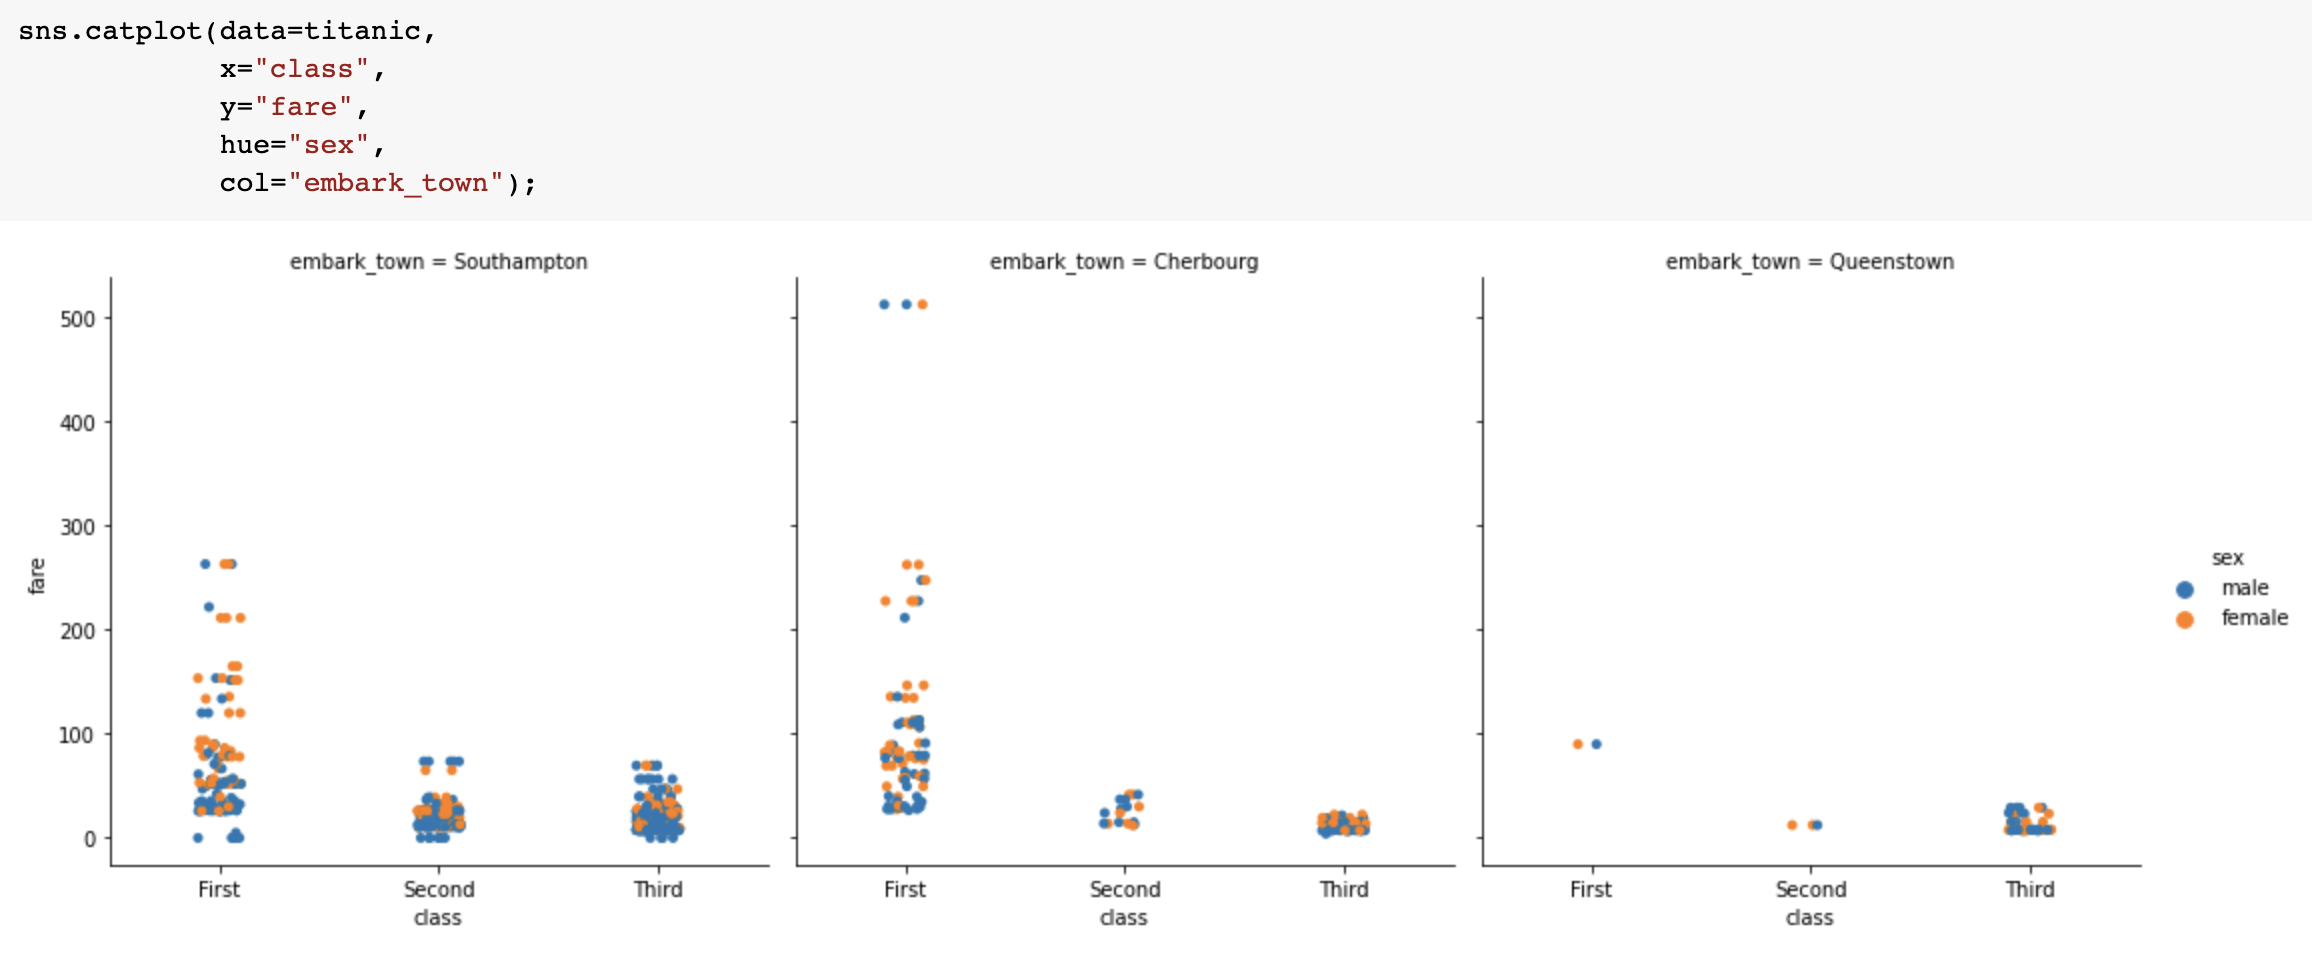 sns.catplot(data=titanic,
            x="class",
            y="fare",
            hue="sex",
            col="embark_town");
embark_town = Southampton
embark_town = Cherbourg
embark_town = Queenstown
500
400
300
200
100
0
fare
First
Second
Third
class
First
Second
Third
class
First
Second
Third
class
sex
male
female